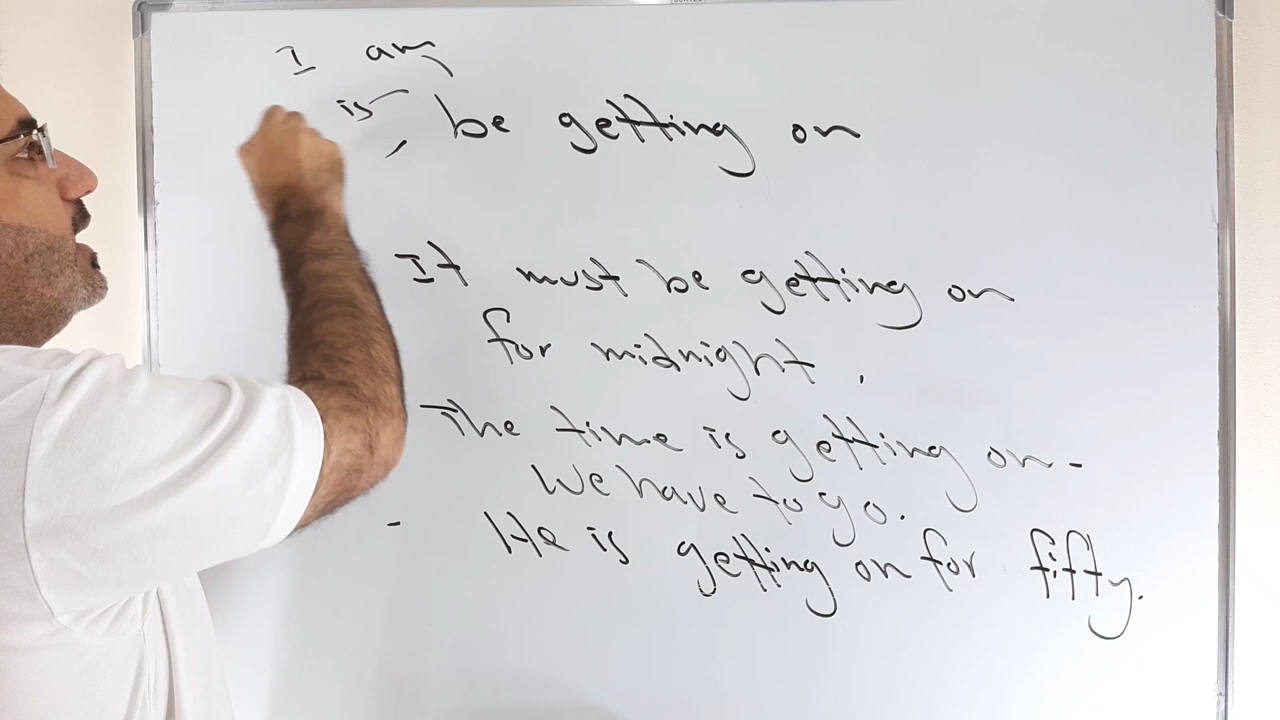 I am
is
be getting on
It must be getting on
for midnight.
The time is getting on -
We have to go.
- He is getting on for fifty.